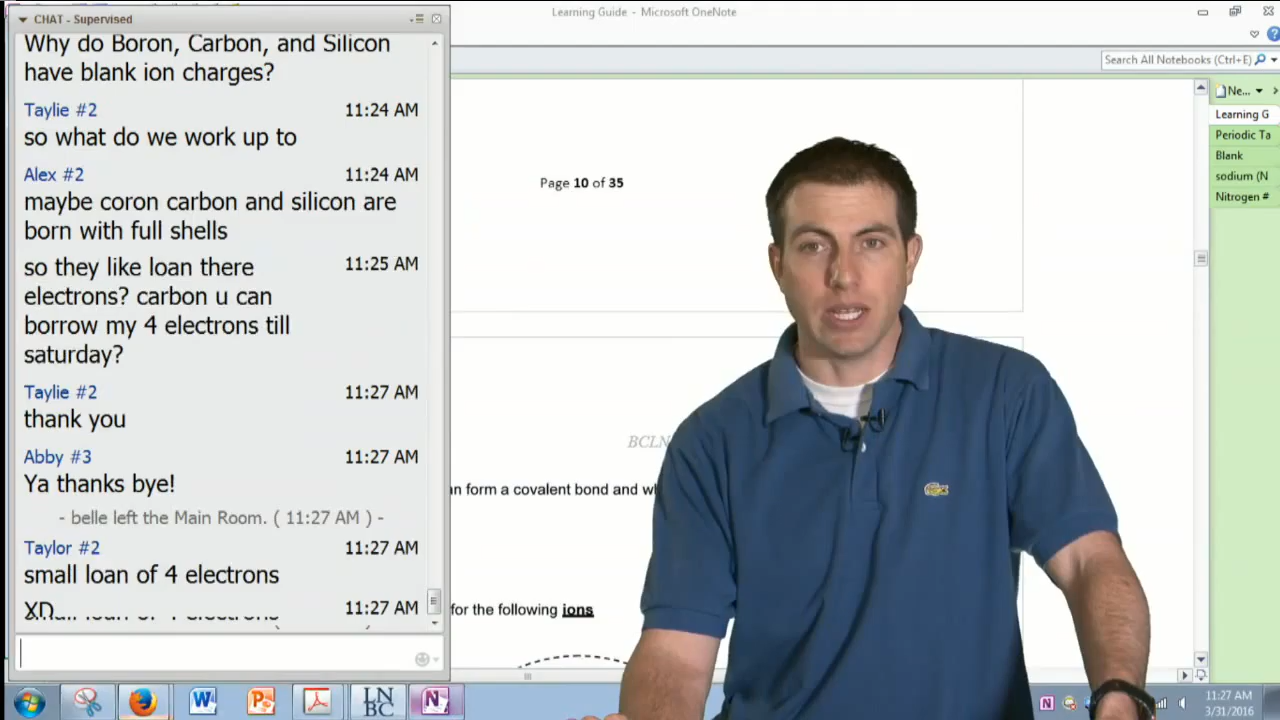 CHAT - Supervised
Why do Boron, Carbon, and Silicon
have blank ion charges?
Taylie #2 11:24 AM
so what do we work up to
Alex #2 11:24 AM
maybe coron carbon and silicon are
born with full shells
so they like loan there 11:25 AM
electrons? carbon u can
borrow my 4 electrons till
saturday?
Taylie #2 11:27 AM
thank you
Abby #3 11:27 AM
Ya thanks bye!
- belle left the Main Room. ( 11:27 AM ) -
Taylor #2 11:27 AM
small loan of 4 electrons
XD 11:27 AM
Learning Guide - Microsoft OneNote
Search All Notebooks (Ctrl+E)
Page 10 of 35
BCLN
an form a covalent bond and
for the following ions
Ne...
Learning G
Periodic Ta
Blank
sodium (N
Nitrogen #
W
P
LN
BC
N
N
11:27 AM
3/31/2016